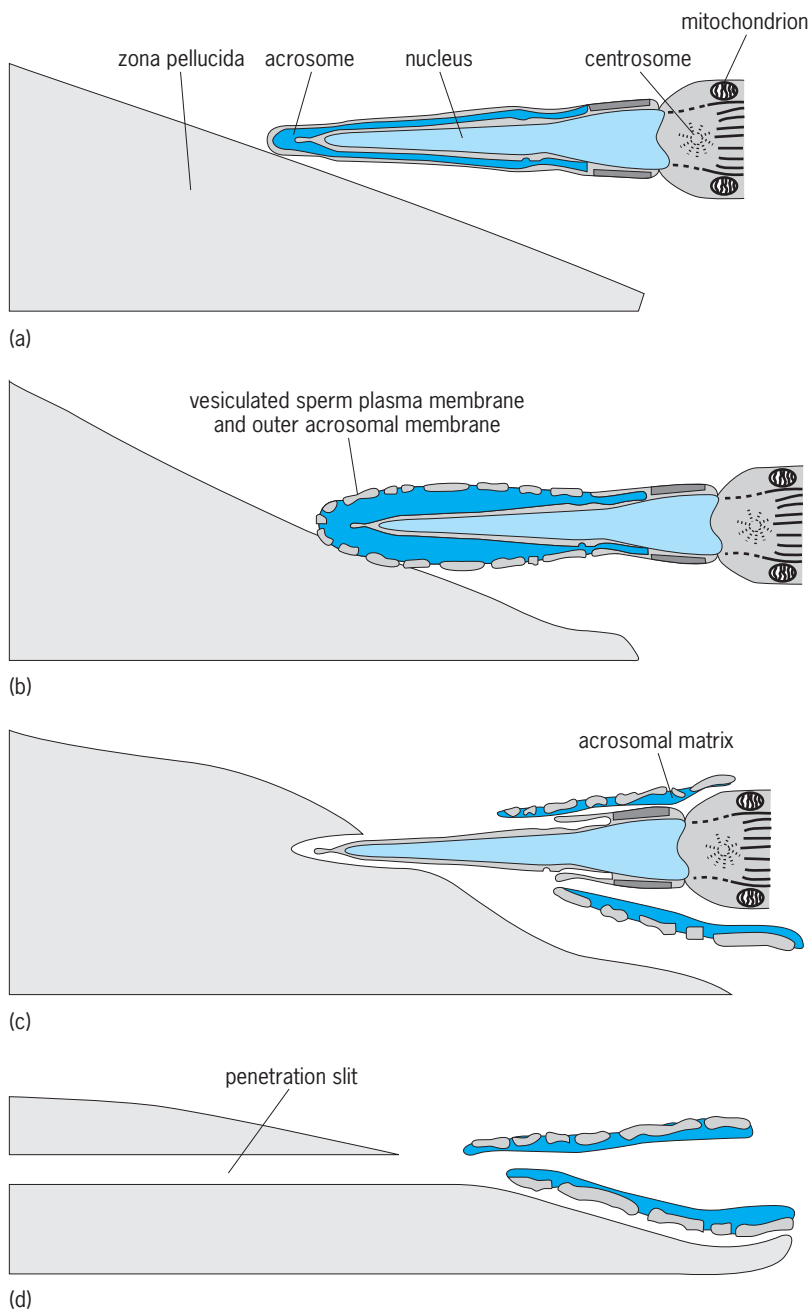 mitochondrion
zona pellucida acrosome nucleus centrosome
(a)
vesiculated sperm plasma membrane
and outer acrosomal membrane
(b)
acrosomal matrix
(c)
penetration slit
(d)